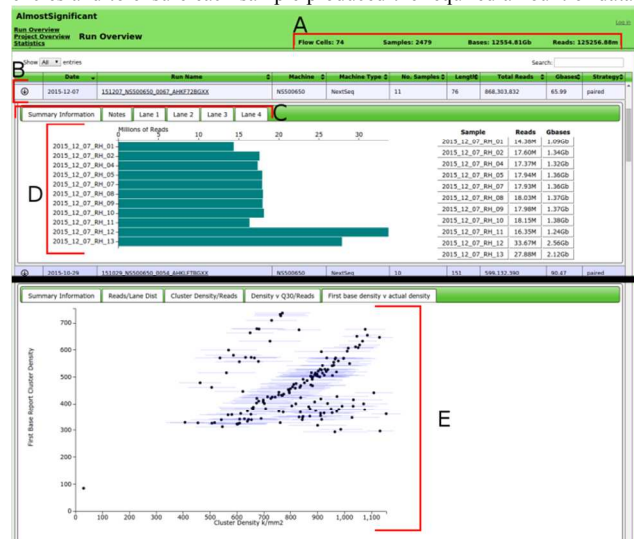 AlmostSignificant
Log in
Run Overview
Project Overview Run Overview
Statistics
A
Flow Cells: 74 Samples: 2479 Bases: 12554.81Gb Reads: 125256.88m
Show All entries
Search:
B
Date Run Name Machine Machine Type No. Samples Length Total Reads Gbases Strategy
2015-12-07 151207_NS500650_0067_AHKF72BGXX NS500650 NextSeq 11 76 868,303,832 65.99 paired
C
Summary Information Notes Lane 1 Lane 2 Lane 3 Lane 4
D
Millions of Reads
0 5 10 15 20 25 30
2015_12_07_RH_01
2015_12_07_RH_02
2015_12_07_RH_04
2015_12_07_RH_05
2015_12_07_RH_07
2015_12_07_RH_08
2015_12_07_RH_09
2015_12_07_RH_10
2015_12_07_RH_11
2015_12_07_RH_12
2015_12_07_RH_13
Sample Reads Gbases
2015_12_07_RH_01 14.38M 1.09Gb
2015_12_07_RH_02 17.60M 1.34Gb
2015_12_07_RH_04 17.37M 1.32Gb
2015_12_07_RH_05 17.94M 1.36Gb
2015_12_07_RH_07 17.93M 1.36Gb
2015_12_07_RH_08 18.03M 1.37Gb
2015_12_07_RH_09 17.98M 1.37Gb
2015_12_07_RH_10 18.15M 1.38Gb
2015_12_07_RH_11 16.35M 1.24Gb
2015_12_07_RH_12 33.67M 2.56Gb
2015_12_07_RH_13 27.88M 2.12Gb
2015-10-29 NS500650 NextSeq 10 151 599,132,390 90.47 paired
Summary Information Reads/Lane Dist Cluster Density/Reads Density v Q30/Reads First base density v actual density
E
First Base Report Cluster Density
700
600
500
400
300
200
100
0
0 100 200 300 400 500 600 700 800 900 1,000 1,100
Cluster Density k/mm2